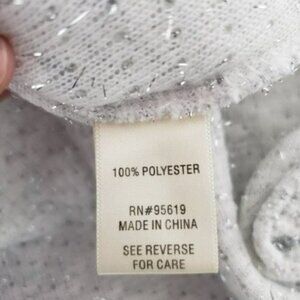 100% POLYESTER
RN#95619
MADE IN CHINA
SEE REVERSE
FOR CARE